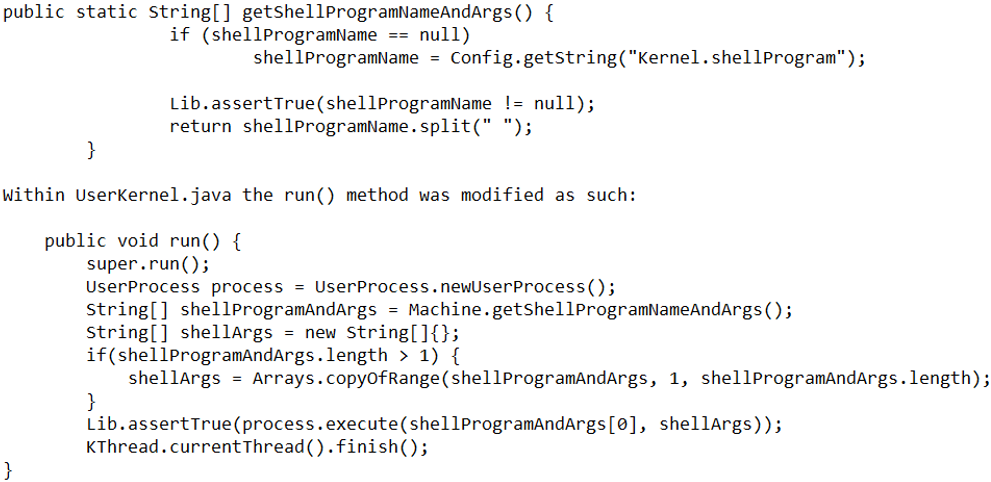 public static String[] getShellProgramNameAndArgs() {
if (shellProgramName == null)
shellProgramName = Config.getString("Kernel.shellProgram");
Lib.assertTrue(shellProgramName != null);
return shellProgramName.split(" ");
}
Within UserKernel.java the run() method was modified as such:
public void run() {
super.run();
UserProcess process = UserProcess.newUserProcess();
String[] shellProgramAndArgs = Machine.getShellProgramNameAndArgs();
String[] shellArgs = new String[]{};
if(shellProgramAndArgs.length > 1) {
shellArgs = Arrays.copyOfRange(shellProgramAndArgs, 1, shellProgramAndArgs.length);
}
Lib.assertTrue(process.execute(shellProgramAndArgs[0], shellArgs));
KThread.currentThread().finish();
}